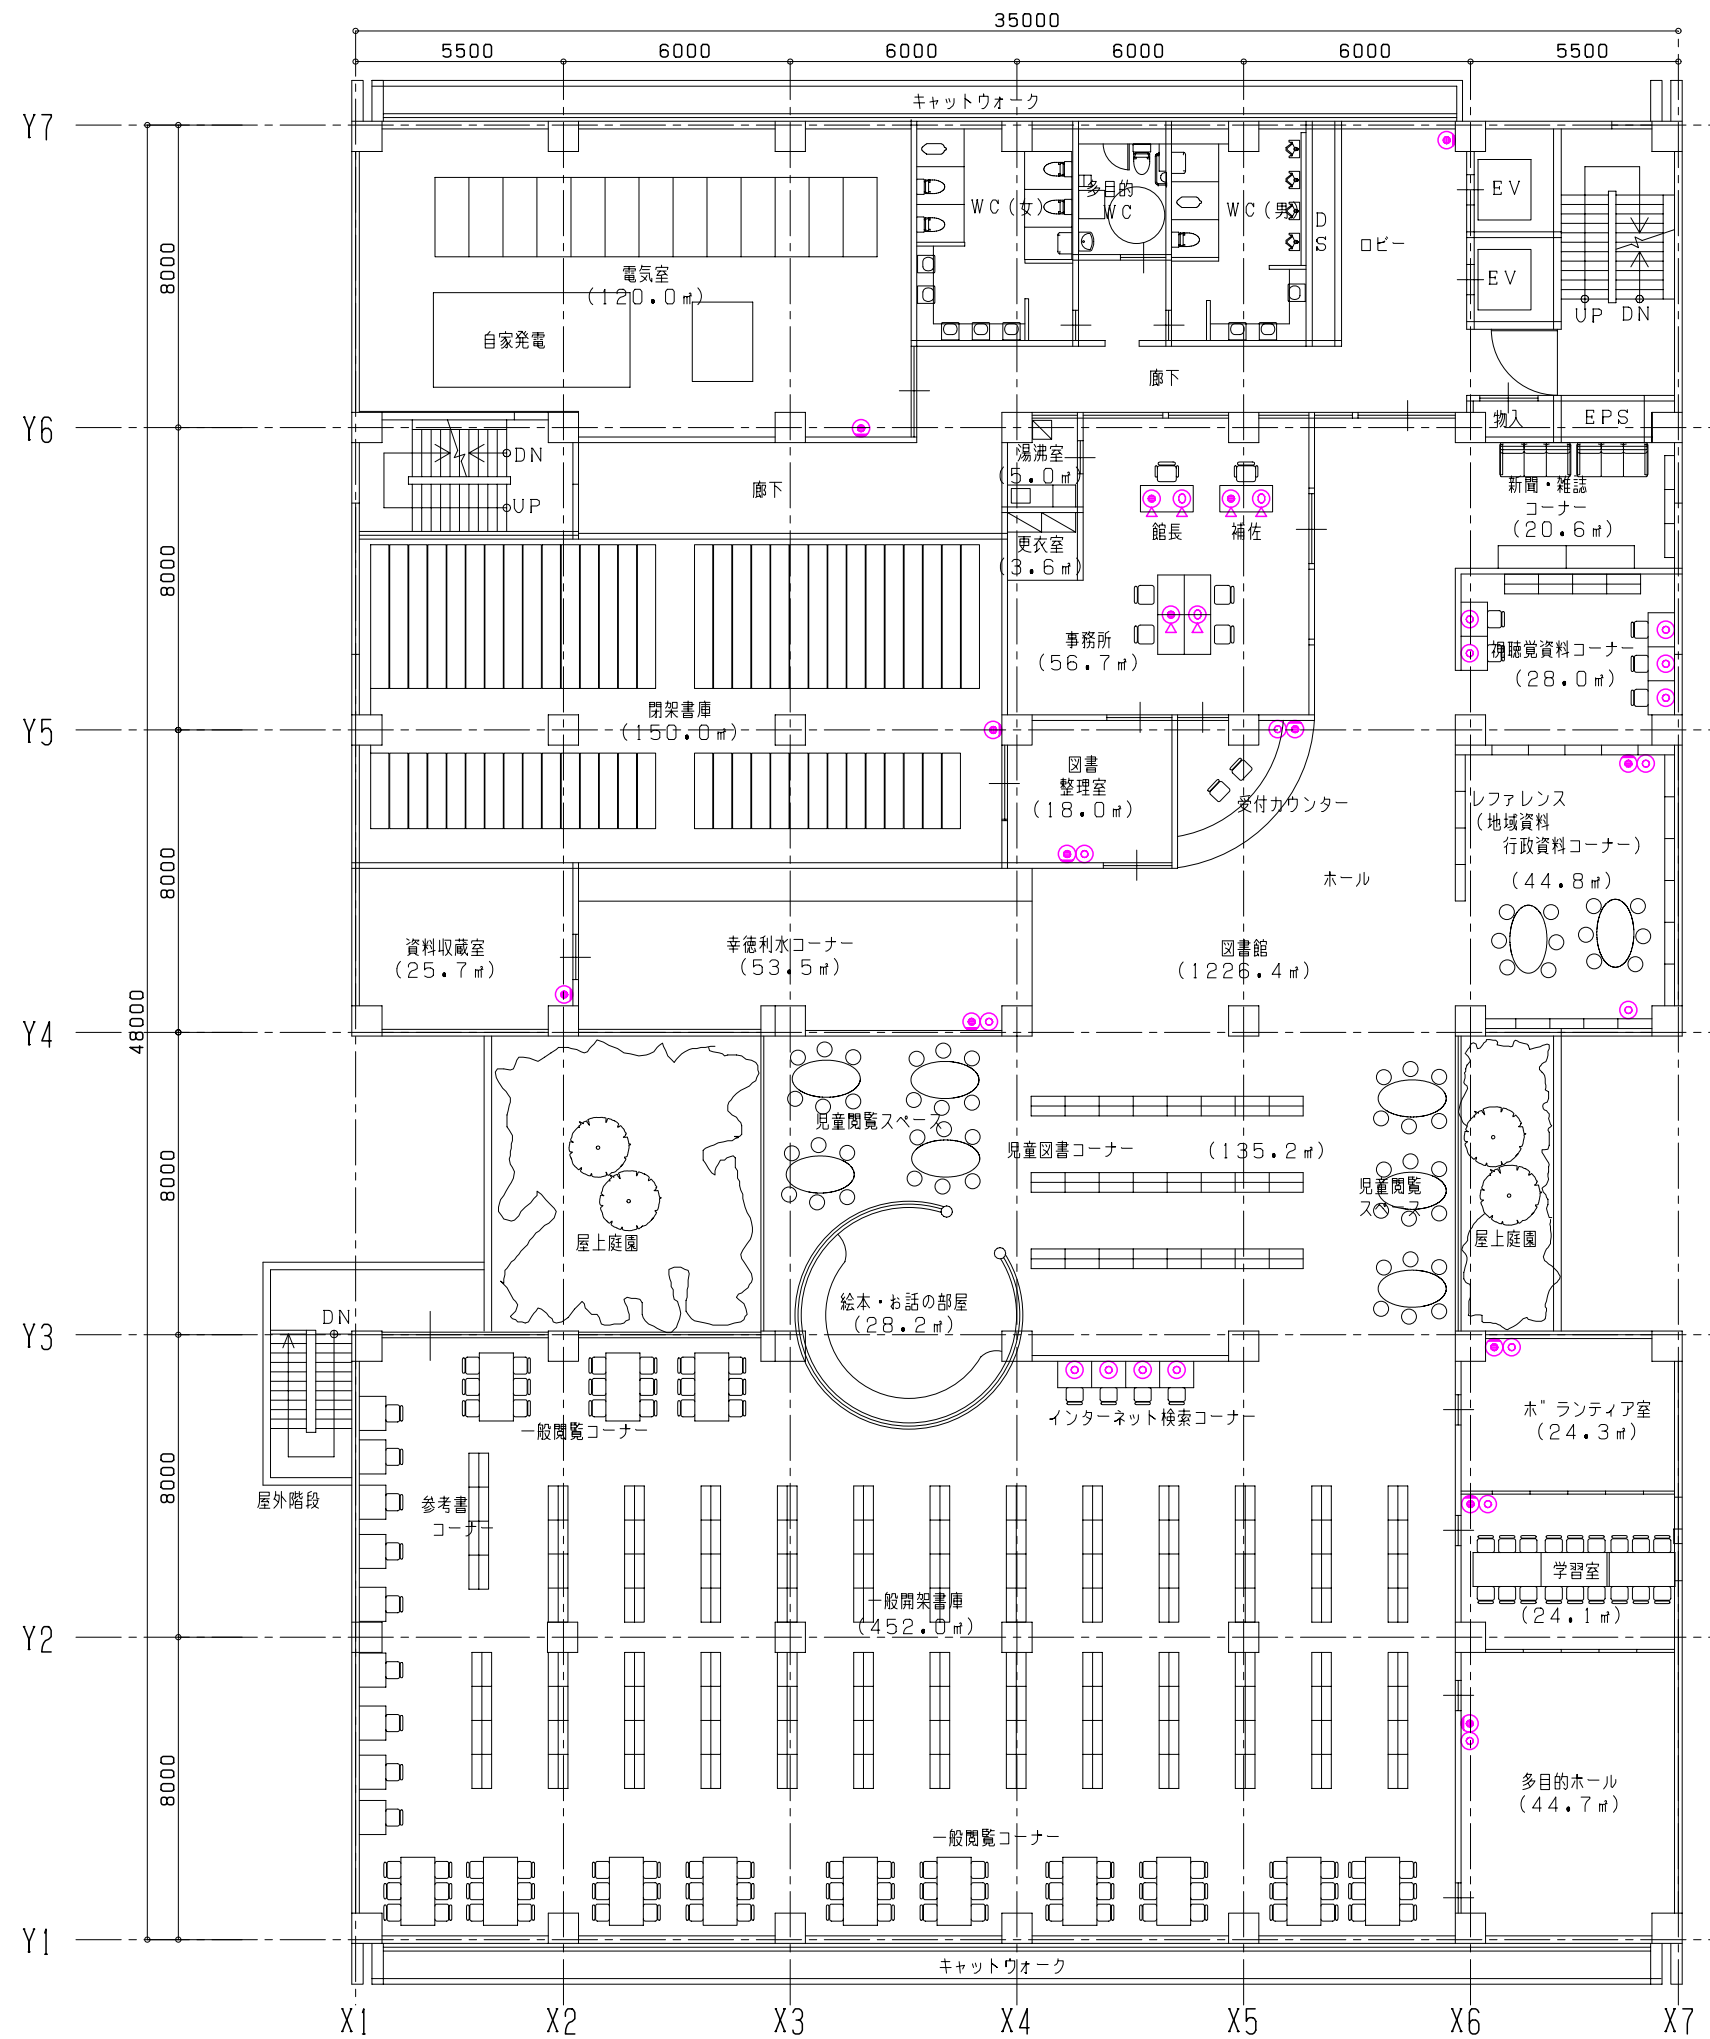 35000
5500 6000 6000 6000 6000 5500
キャットウォーク
Y7
8000
電気室
(120.0㎡)
自家発電
WC(女)
多目的
WC
WC(男)
DS
ロビー
EV
EV
UP DN
廊下
Y6
物入
EPS
DN
UP
廊下
湯沸室
(5.0㎡)
更衣室
(3.6㎡)
館長
補佐
新聞・雑誌
コーナー
(20.6㎡)
8000
事務所
(56.7㎡)
視聴覚資料コーナー
(28.0㎡)
Y5
閉架書庫
(150.0㎡)
図書
整理室
(18.0㎡)
受付カウンター
レファレンス
(地域資料
行政資料コーナー)
(44.8㎡)
ホール
8000
資料収蔵室
(25.7㎡)
幸徳利水コーナー
(53.5㎡)
図書館
(1226.4㎡)
48000
Y4
児童閲覧スペース
児童図書コーナー
(135.2㎡)
児童閲覧
スペース
8000
屋上庭園
屋上庭園
絵本・お話の部屋
(28.2㎡)
DN
Y3
インターネット検索コーナー
一般閲覧コーナー
ボランティア室
(24.3㎡)
8000
屋外階段
参考書
コーナー
一般開架書庫
(452.0㎡)
学習室
(24.1㎡)
Y2
8000
多目的ホール
(44.7㎡)
一般閲覧コーナー
Y1
キャットウォーク
X1 X2 X3 X4 X5 X6 X7